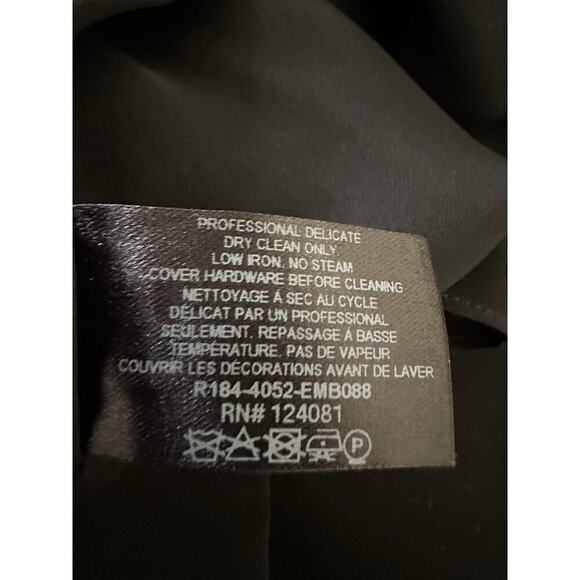 PROFESSIONAL DELICATE
DRY CLEAN ONLY
LOW IRON. NO STEAM
COVER HARDWARE BEFORE CLEANING
NETTOYAGE À SEC AU CYCLE
DÉLICAT PAR UN PROFESSIONAL
SEULEMENT. REPASSAGE À BASSE
TEMPÉRATURE. PAS DE VAPEUR
COUVRIR LES DÉCORATIONS AVANT DE LAVER
R184-4052-EMB088
RN# 124081
P